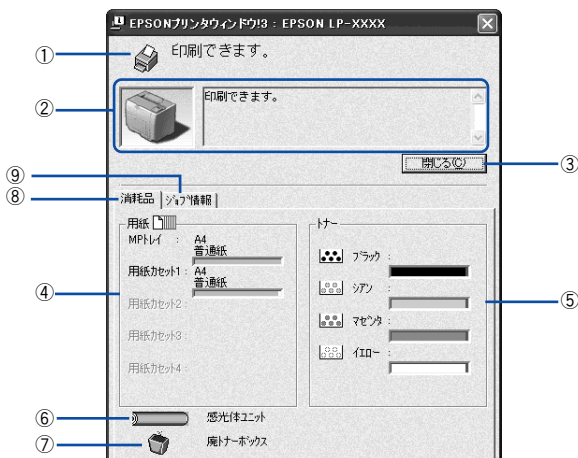 EPSONプリンタウィンドウ!3 : EPSON LP-XXXX
① 印刷できます。
② 印刷できます。
閉じる(C) ③
⑨
⑧ 消耗品 ジョブ情報
用紙 トナー
MPトレイ : A4
普通紙
ブラック :
用紙カセット1 : A4
普通紙
シアン :
④ ⑤
用紙カセット2 :
マゼンタ :
用紙カセット3 :
イエロー :
用紙カセット4 :
⑥ 感光体ユニット
⑦ 廃トナーボックス